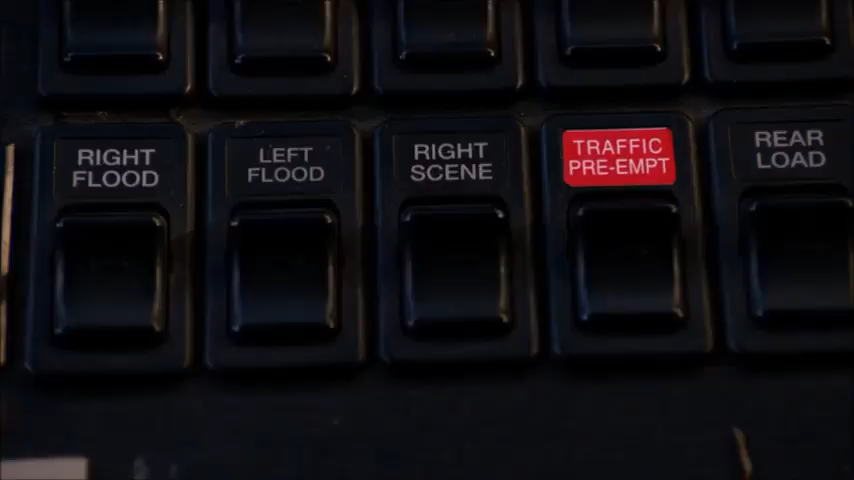 RIGHT
FLOOD
LEFT
FLOOD
RIGHT
SCENE
TRAFFIC
PRE-EMPT
REAR
LOAD